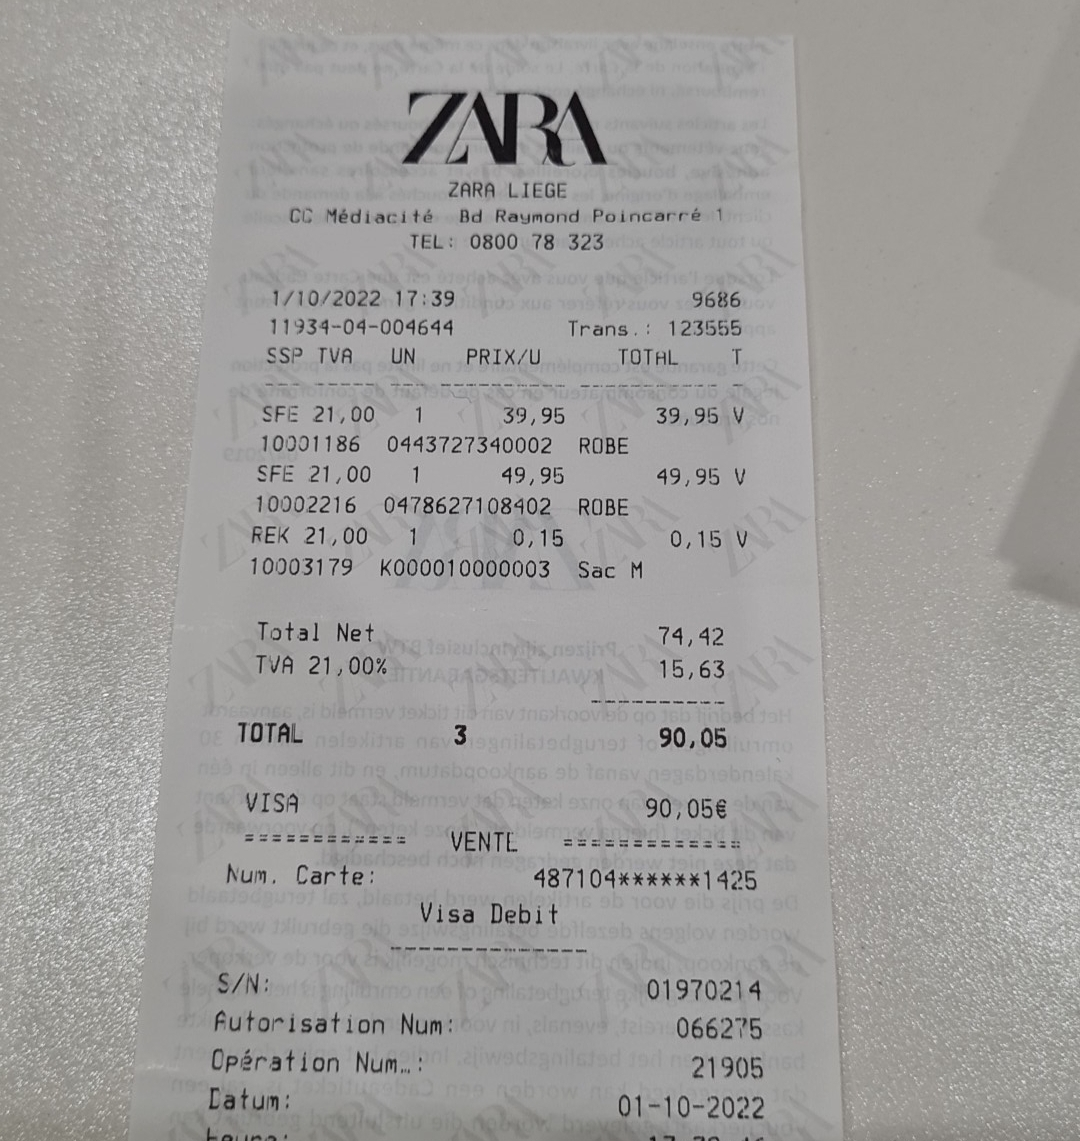 ZARA
ZARA LIEGE
CC Médiacité Bd Raymond Poincarré 1
TEL: 0800 78 323
1/10/2022 17:39 9686
11934-04-004644 Trans.: 123555
SSP TVA UN PRIX/U TOTAL T
SFE 21,00 1 39,95 39,95 V
10001186 0443727340002 ROBE
SFE 21,00 1 49,95 49,95 V
10002216 0478627108402 ROBE
REK 21,00 1 0,15 0,15 V
10003179 K000010000003 Sac M
Total Net 74,42
TVA 21,00% 15,63
TOTAL 3 90,05
VISA 90,05€
============ VENTE =============
Num. Carte: 487104******1425
Visa Debit
S/N: 01970214
Autorisation Num: 066275
Opération Num…: 21905
Datum: 01-10-2022